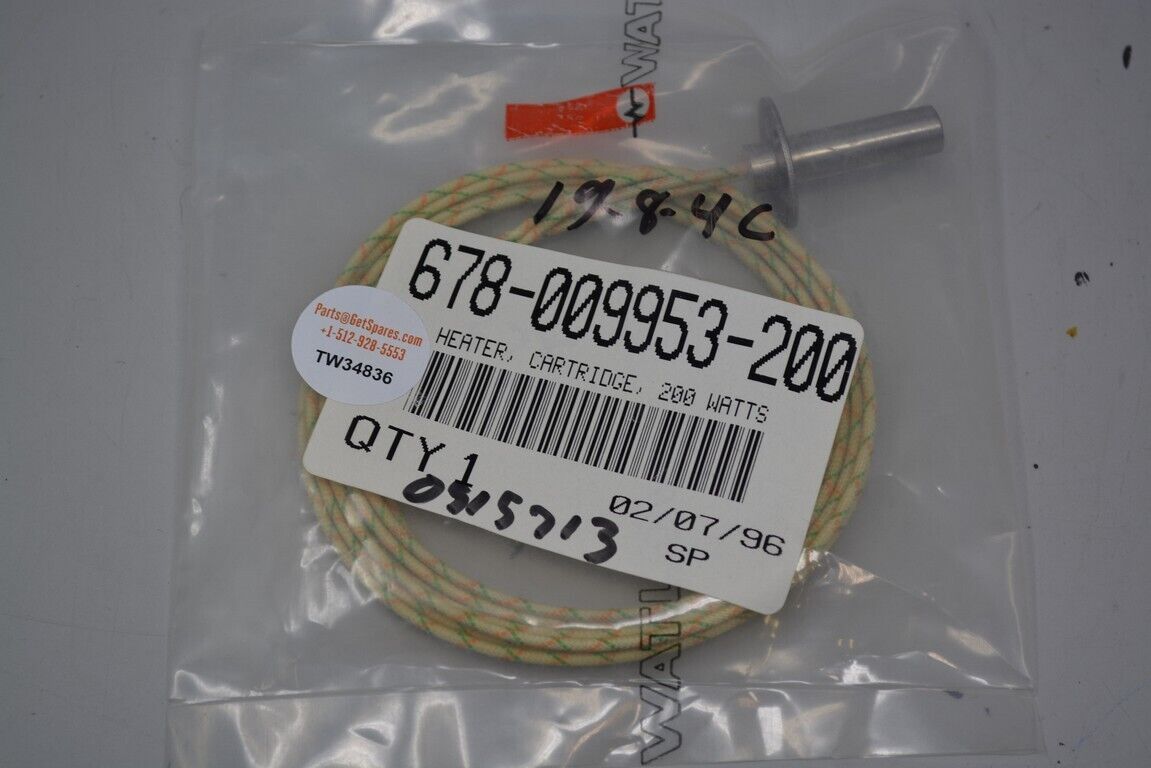 WAT
19-8-4C
678-009953-200
HEATER, CARTRIDGE, 200 WATTS
QTY 1
0515713
02/07/96
SP
Parts@GetSpares.com
+1-512-928-5553
TW34836
WATL